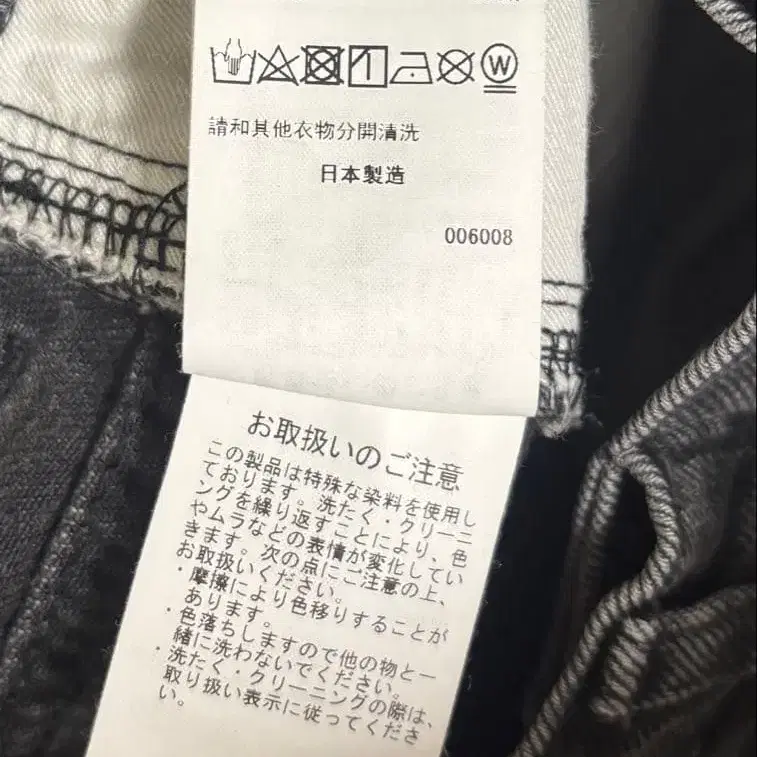 請和其他衣物分開清洗
日本製造
006008
お取扱いのご注意
この製品は特殊な染料を使用し
ております。洗たく・クリーニ
ングを繰り返すことにより、色
やムラなどの表情が変化してい
きます。次の点にご注意の上、
お取扱いください。
・摩擦により色移りすることが
あります。
・色落ちしますので他の物と一
緒に洗わないでください。
・洗たく・クリーニングの際は、
取り扱い表示に従ってくださ
い。